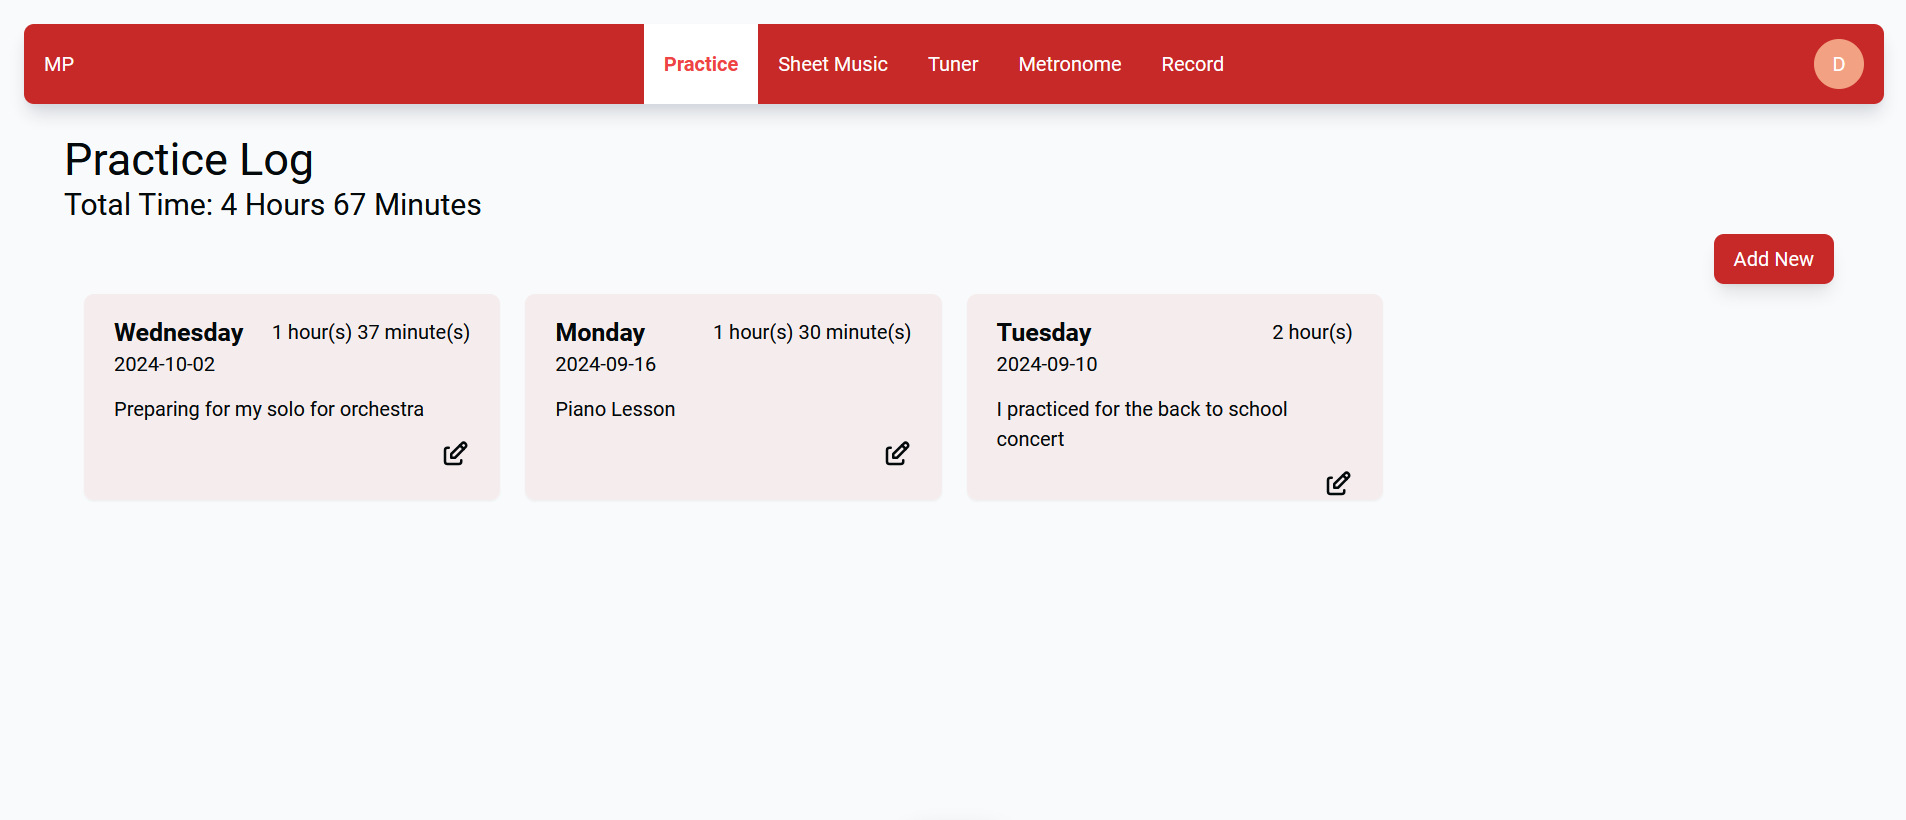 MP
Practice
Sheet Music
Tuner
Metronome
Record
D
Practice Log
Total Time: 4 Hours 67 Minutes
Add New
Wednesday 1 hour(s) 37 minute(s)
2024-10-02
Preparing for my solo for orchestra
Monday 1 hour(s) 30 minute(s)
2024-09-16
Piano Lesson
Tuesday 2 hour(s)
2024-09-10
I practiced for the back to school
concert